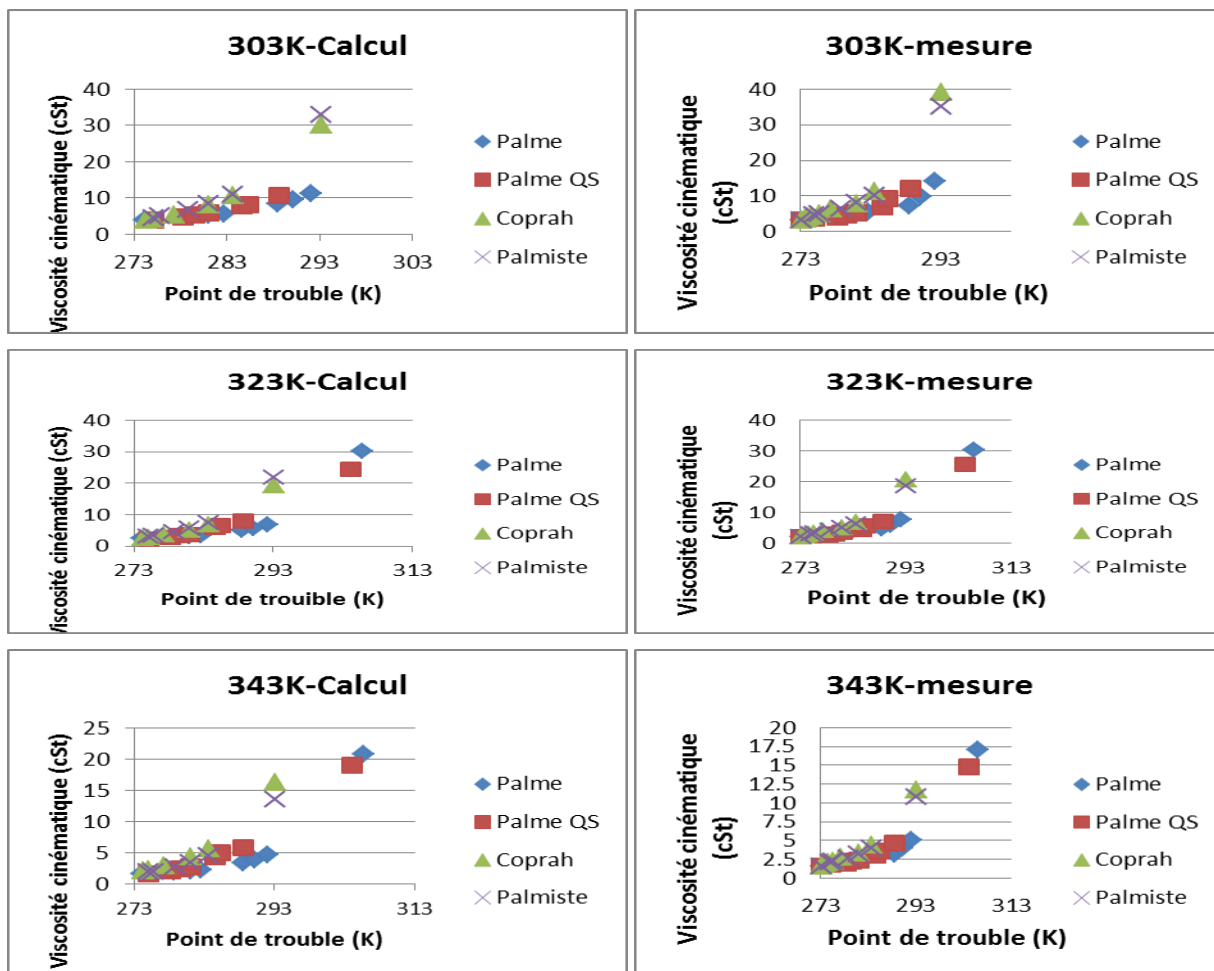 303K-Calcul
Viscosité cinématique (cSt)
40
30
20
10
0
273
283
293
303
Point de trouble (K)
Palme
Palme QS
Coprah
Palmiste
303K-mesure
Viscosité cinématique
(cSt)
40
30
20
10
0
273
293
Point de trouble (K)
Palme
Palme QS
Coprah
Palmiste
323K-Calcul
Viscosité cinématique (cSt)
40
30
20
10
0
273
293
313
Point de trouible (K)
Palme
Palme QS
Coprah
Palmiste
323K-mesure
Viscosité cinématique
(cSt)
40
30
20
10
0
273
293
313
Point de trouble (K)
Palme
Palme QS
Coprah
Palmiste
343K-Calcul
Viscosité cinématique (cSt)
25
20
15
10
5
0
273
293
313
Point de trouble (K)
Palme
Palme QS
Coprah
Palmiste
343K-mesure
Viscosité cinématique
(cSt)
20
17.5
15
12.5
10
7.5
5
2.5
0
273
293
313
Point de trouble (K)
Palme
Palme QS
Coprah
Palmiste